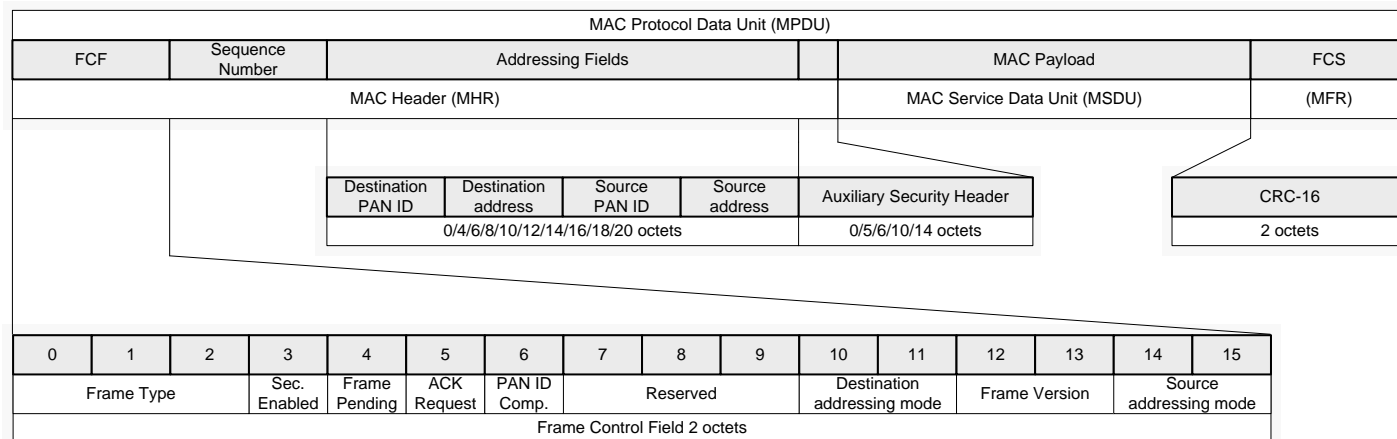 MAC Protocol Data Unit (MPDU)
FCF
Sequence
Number
Addressing Fields
MAC Payload
FCS
MAC Header (MHR)
MAC Service Data Unit (MSDU)
(MFR)
Destination
PAN ID
Destination
address
Source
PAN ID
Source
address
Auxiliary Security Header
CRC-16
0/4/6/8/10/12/14/16/18/20 octets
0/5/6/10/14 octets
2 octets
0 1 2 3 4 5 6 7 8 9 10 11 12 13 14 15
Frame Type
Sec.
Enabled
Frame
Pending
ACK
Request
PAN ID
Comp.
Reserved
Destination
addressing mode
Frame Version
Source
addressing mode
Frame Control Field 2 octets